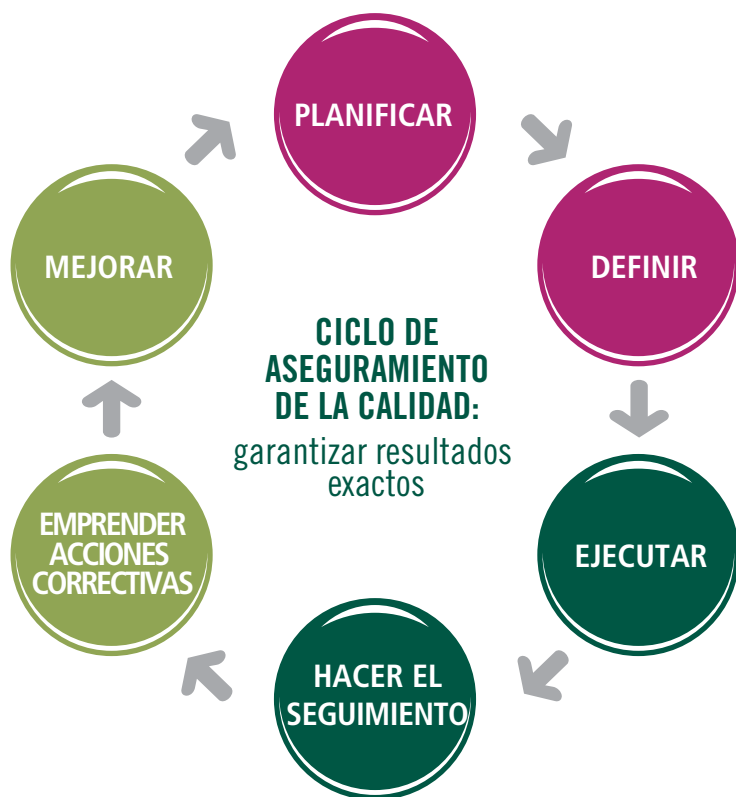 PLANIFICAR
DEFINIR
EJECUTAR
HACER EL
SEGUIMIENTO
EMPRENDER
ACCIONES
CORRECTIVAS
MEJORAR
CICLO DE
ASEGURAMIENTO
DE LA CALIDAD:
garantizar resultados
exactos